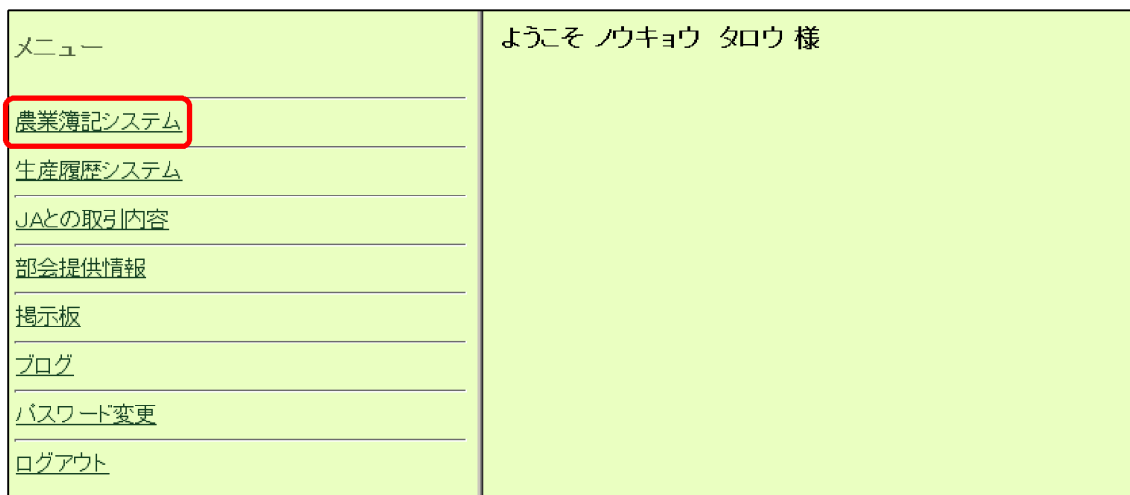 メニュー
農業簿記システム
生産履歴システム
JAとの取引内容
部会提供情報
掲示板
ブログ
パスワード変更
ログアウト
ようこそ ノウキョウ タロウ 様